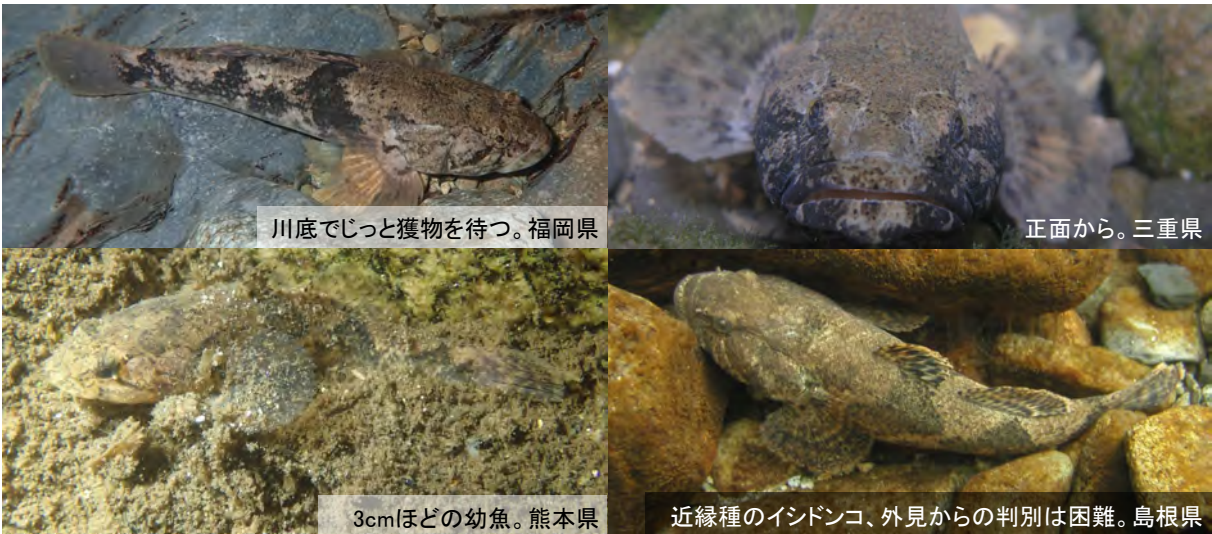 川底でじっと獲物を待つ。福岡県
正面から。三重県
3cmほどの幼魚。熊本県
近縁種のイシドンコ、外見からの判別は困難。島根県